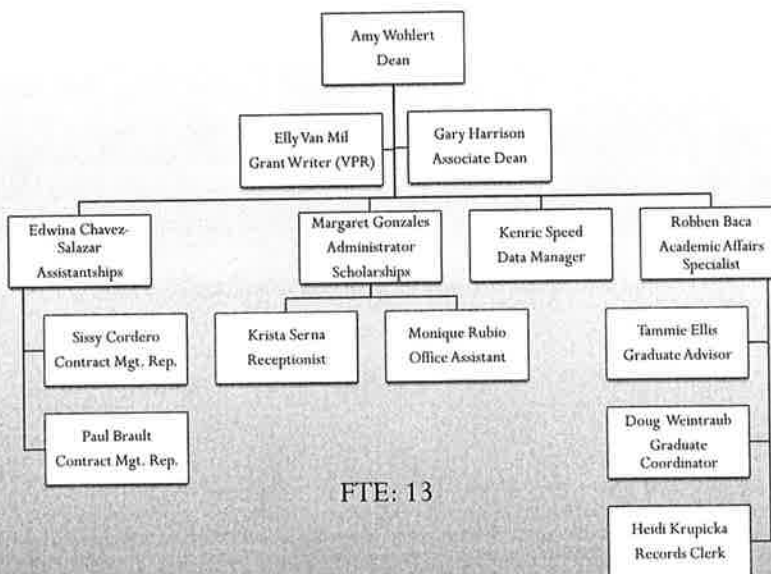 Amy Wohlert
Dean
Elly Van Mil
Grant Writer (VPR)
Gary Harrison
Associate Dean
Edwina Chavez-
Salazar
Assistantships
Margaret Gonzales
Administrator
Scholarships
Kenric Speed
Data Manager
Robben Baca
Academic Affairs
Specialist
Sissy Cordero
Contract Mgt. Rep.
Paul Brault
Contract Mgt. Rep.
Krista Serna
Receptionist
Monique Rubio
Office Assistant
Tammie Ellis
Graduate Advisor
Doug Weintraub
Graduate
Coordinator
Heidi Krupicka
Records Clerk
FTE: 13